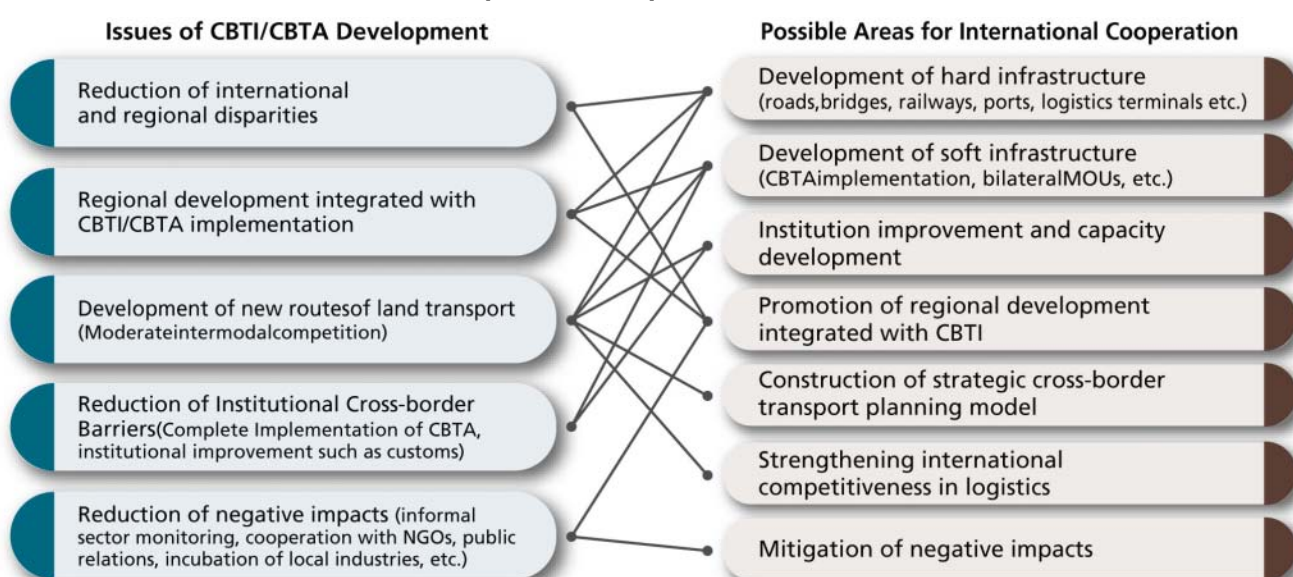 Issues of CBTI/CBTA Development
Reduction of international
and regional disparities
Regional development integrated with
CBTI/CBTA implementation
Development of new routesof land transport
(Moderateintermodalcompetition)
Reduction of Institutional Cross-border
Barriers(Complete Implementation of CBTA,
institutional improvement such as customs)
Reduction of negative impacts (informal
sector monitoring, cooperation with NGOs, public
relations, incubation of local industries, etc.)
Possible Areas for International Cooperation
Development of hard infrastructure
(roads,bridges, railways, ports, logistics terminals etc.)
Development of soft infrastructure
(CBTAimplementation, bilateralMOUs, etc.)
Institution improvement and capacity
development
Promotion of regional development
integrated with CBTI
Construction of strategic cross-border
transport planning model
Strengthening international
competitiveness in logistics
Mitigation of negative impacts